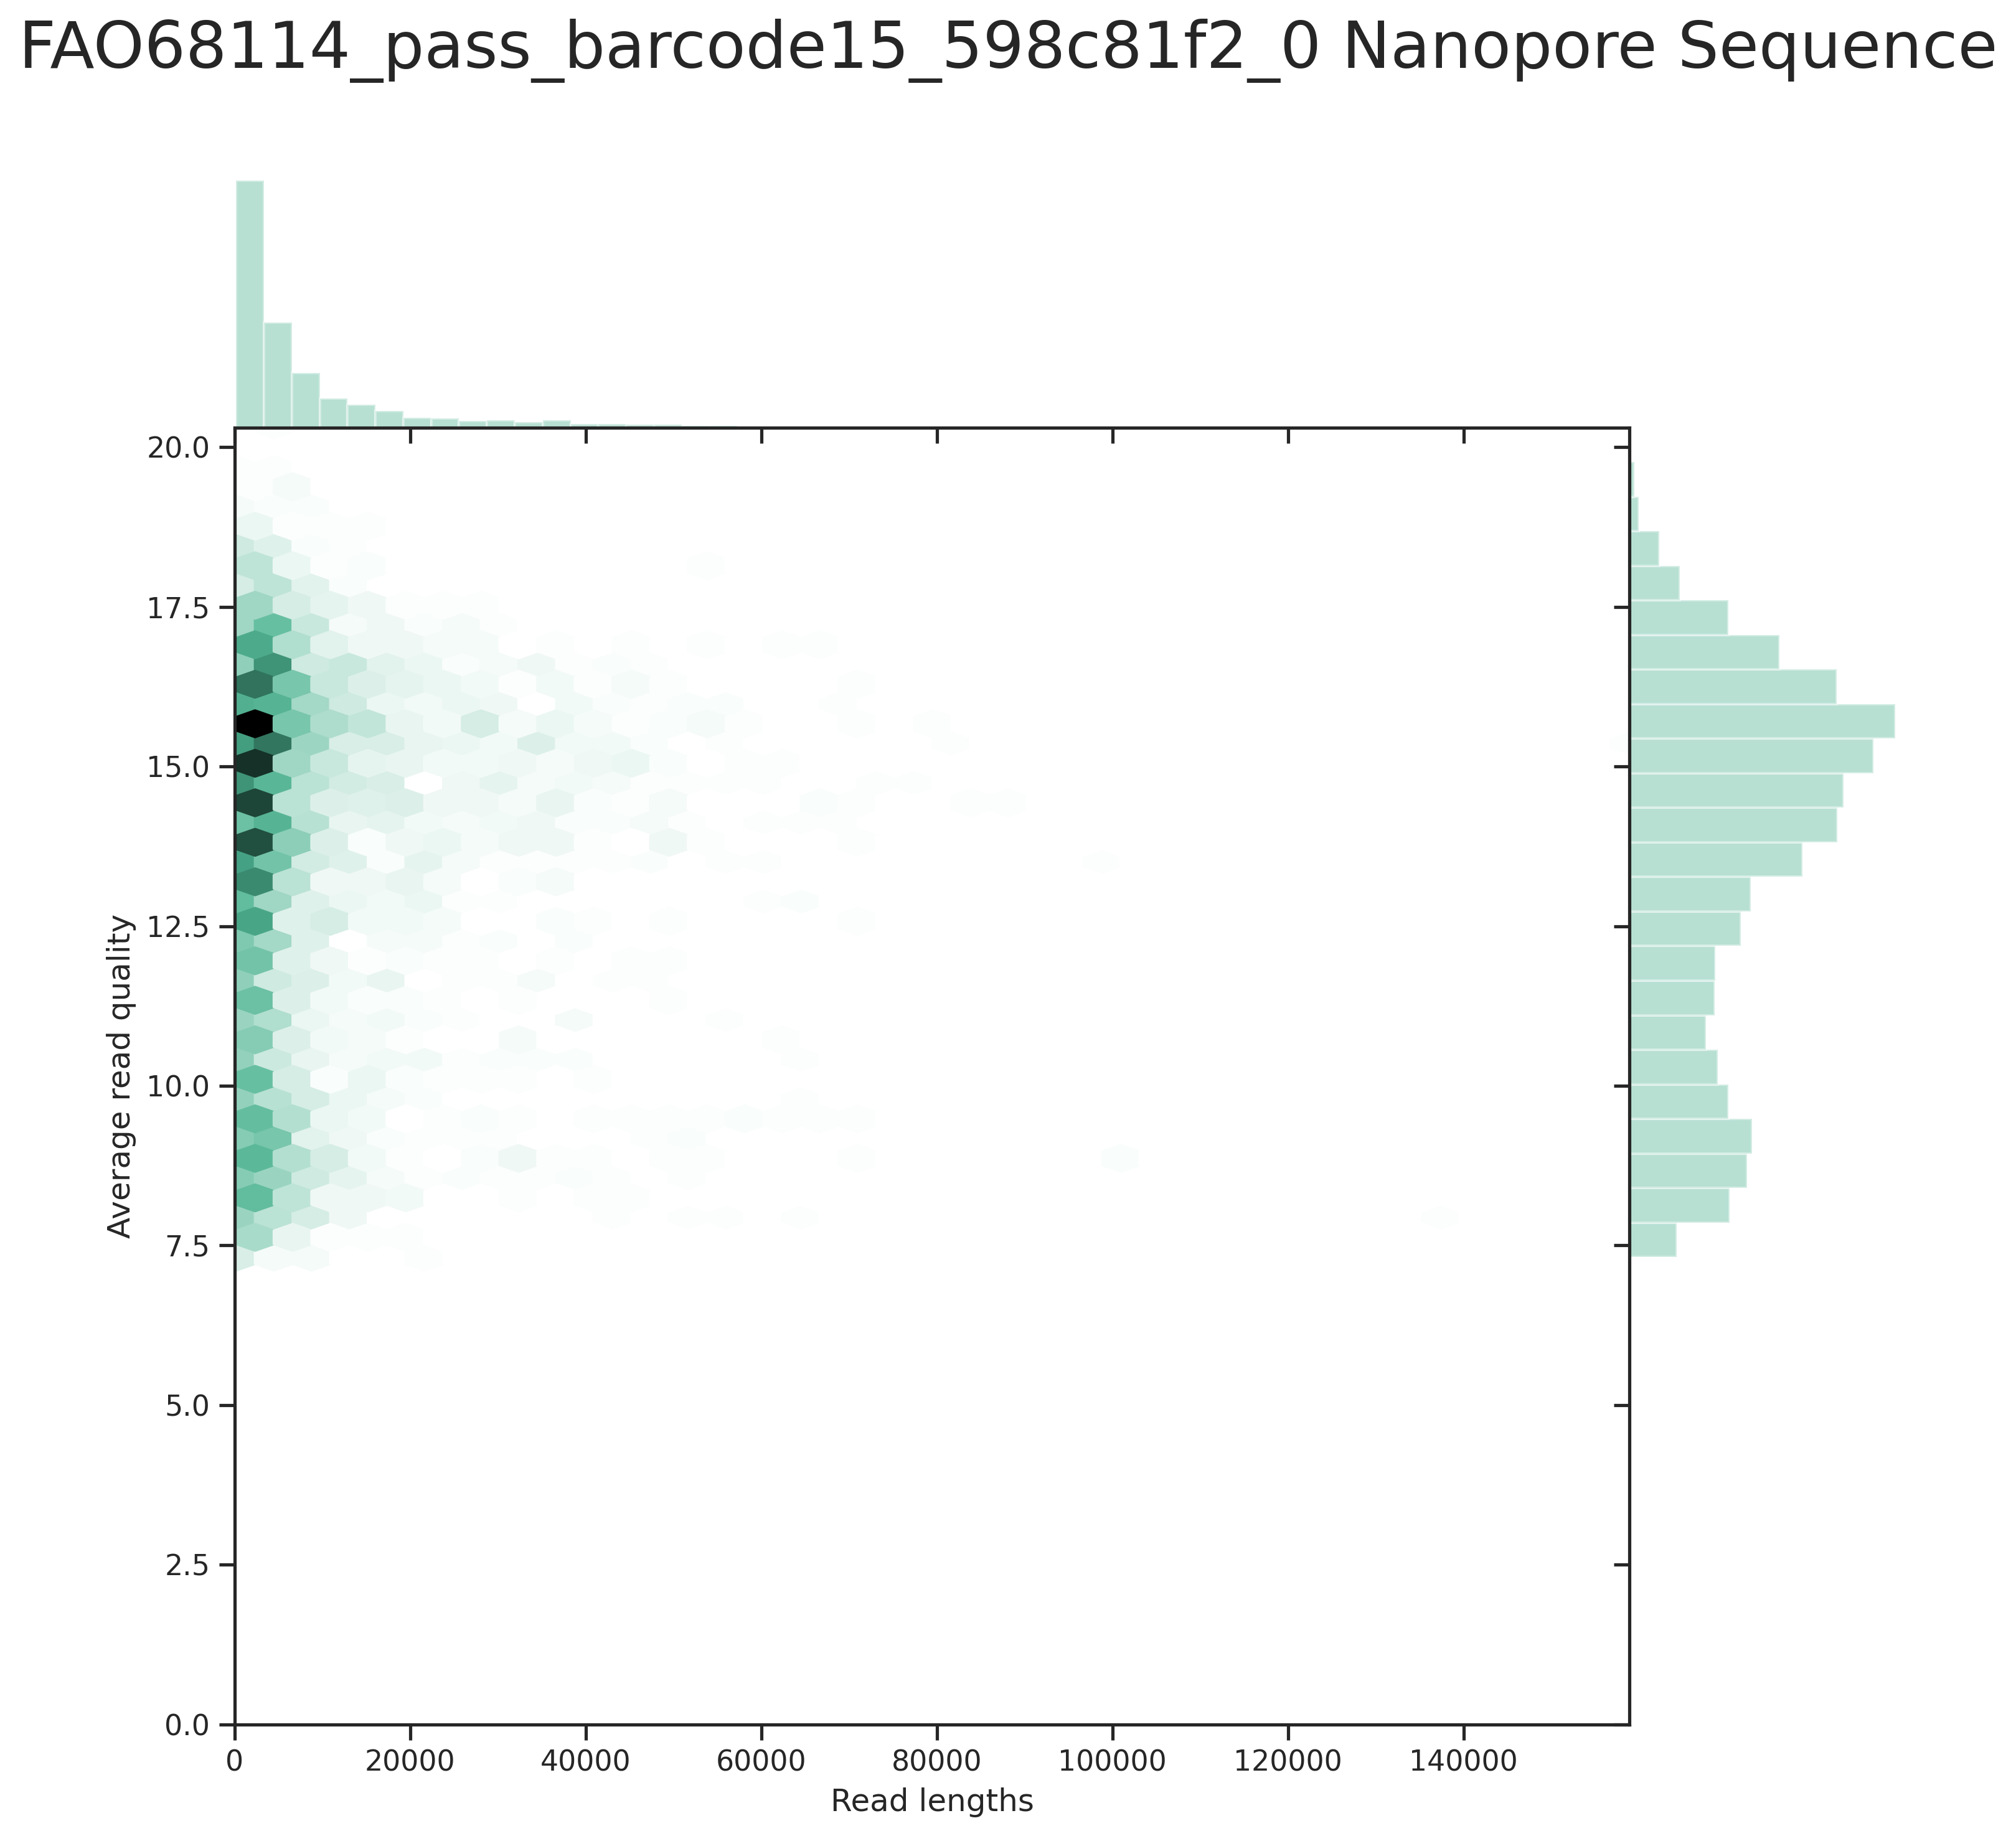 FAO68114_pass_barcode15_598c81f2_0 Nanopore Sequence
20.0
17.5
15.0
12.5
10.0
7.5
5.0
2.5
0.0
Average read quality
0 20000 40000 60000 80000 100000 120000 140000
Read lengths